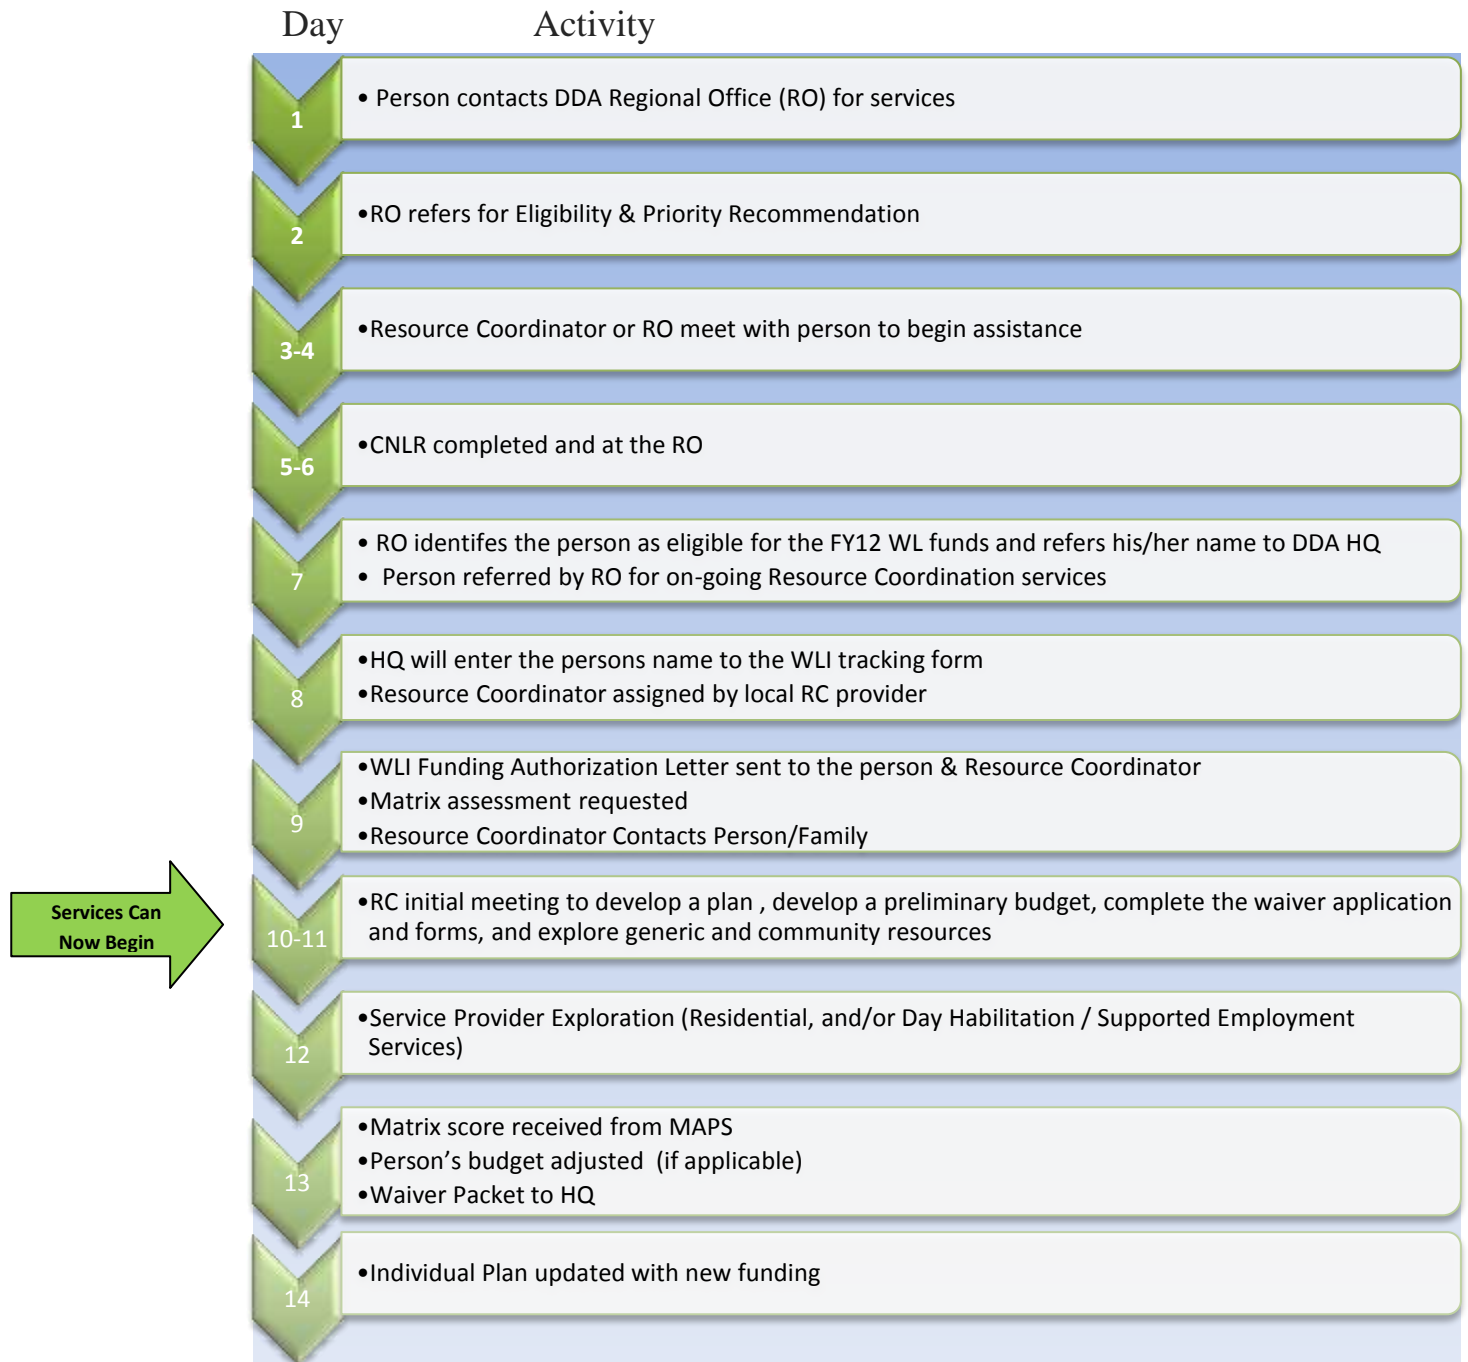 Day Activity
1
• Person contacts DDA Regional Office (RO) for services
2
•RO refers for Eligibility & Priority Recommendation
3-4
•Resource Coordinator or RO meet with person to begin assistance
5-6
•CNLR completed and at the RO
7
• RO identifes the person as eligible for the FY12 WL funds and refers his/her name to DDA HQ
• Person referred by RO for on-going Resource Coordination services
8
•HQ will enter the persons name to the WLI tracking form
•Resource Coordinator assigned by local RC provider
9
•WLI Funding Authorization Letter sent to the person & Resource Coordinator
•Matrix assessment requested
•Resource Coordinator Contacts Person/Family
Services Can
Now Begin
10-11
•RC initial meeting to develop a plan , develop a preliminary budget, complete the waiver application
and forms, and explore generic and community resources
12
•Service Provider Exploration (Residential, and/or Day Habilitation / Supported Employment
Services)
13
•Matrix score received from MAPS
•Person’s budget adjusted (if applicable)
•Waiver Packet to HQ
14
•Individual Plan updated with new funding